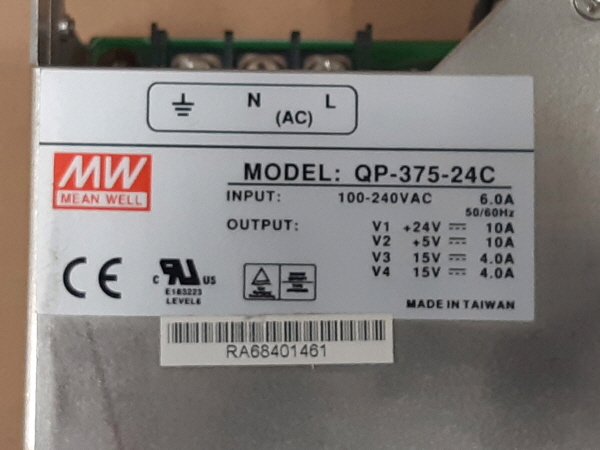 N L
(AC)
MW
MEAN WELL
MODEL: QP-375-24C
INPUT: 100-240VAC 6.0A
50/60Hz
OUTPUT: V1 +24V 10A
V2 +5V 10A
V3 15V 4.0A
V4 15V 4.0A
CE
c RU US
E183223
LEVEL6
MADE IN TAIWAN
RA68401461